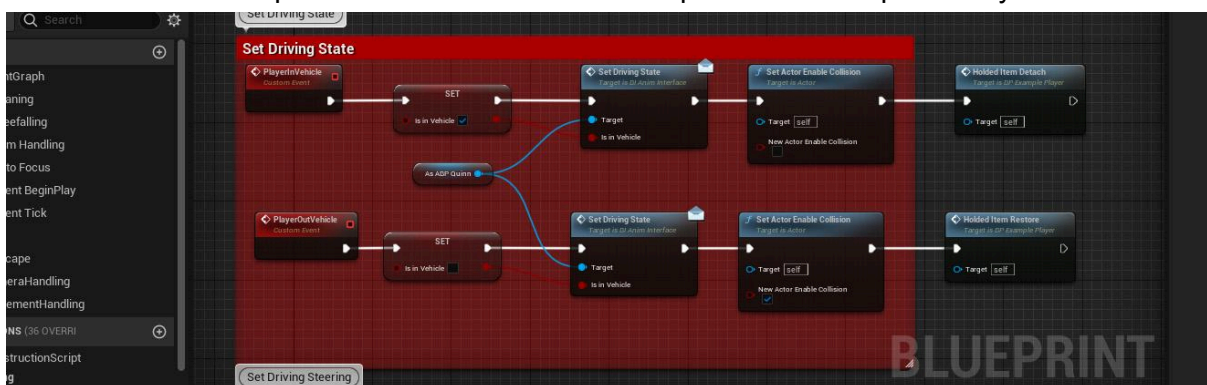 Search
Set Driving State
Set Driving State
PlayerInVehicle
Custom Event
SET
Is in Vehicle
Set Driving State
Target is DI Anim Interface
Target
Is in Vehicle
Set Actor Enable Collision
Target is Actor
Target self
New Actor Enable Collision
Holded Item Detach
Target is BP Example Player
Target self
As ABP Quinn
PlayerOutVehicle
Custom Event
SET
Is in Vehicle
Set Driving State
Target is DI Anim Interface
Target
Is in Vehicle
Set Actor Enable Collision
Target is Actor
Target self
New Actor Enable Collision
Holded Item Restore
Target is BP Example Player
Target self
ntGraph
aning
eefalling
m Handling
to Focus
ent BeginPlay
ent Tick
cape
eraHandling
ementHandling
NS (36 OVERRI
structionScript
Set Driving Steering
BLUEPRINT